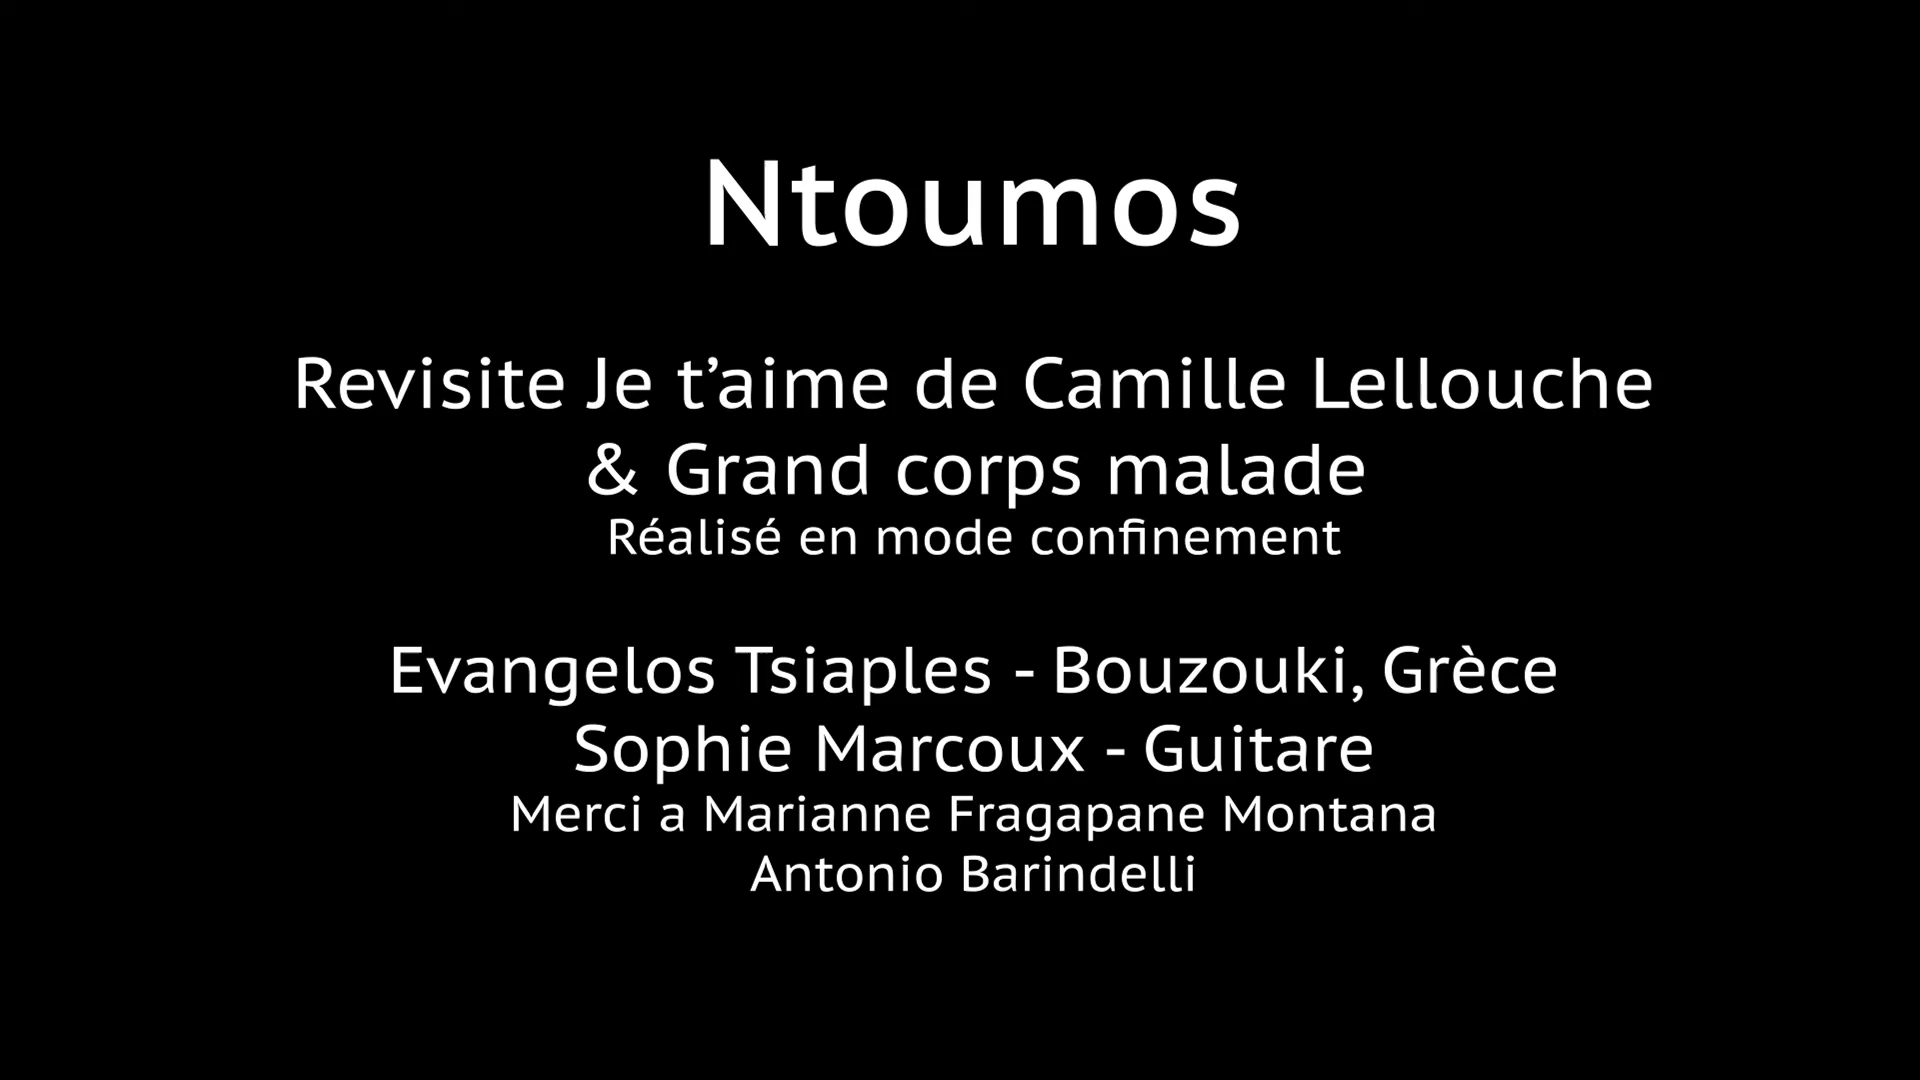 Ntoumos
Revisite Je t’aime de Camille Lellouche
& Grand corps malade
Réalisé en mode confinement
Evangelos Tsiaples - Bouzouki, Grèce
Sophie Marcoux - Guitare
Merci a Marianne Fragapane Montana
Antonio Barindelli